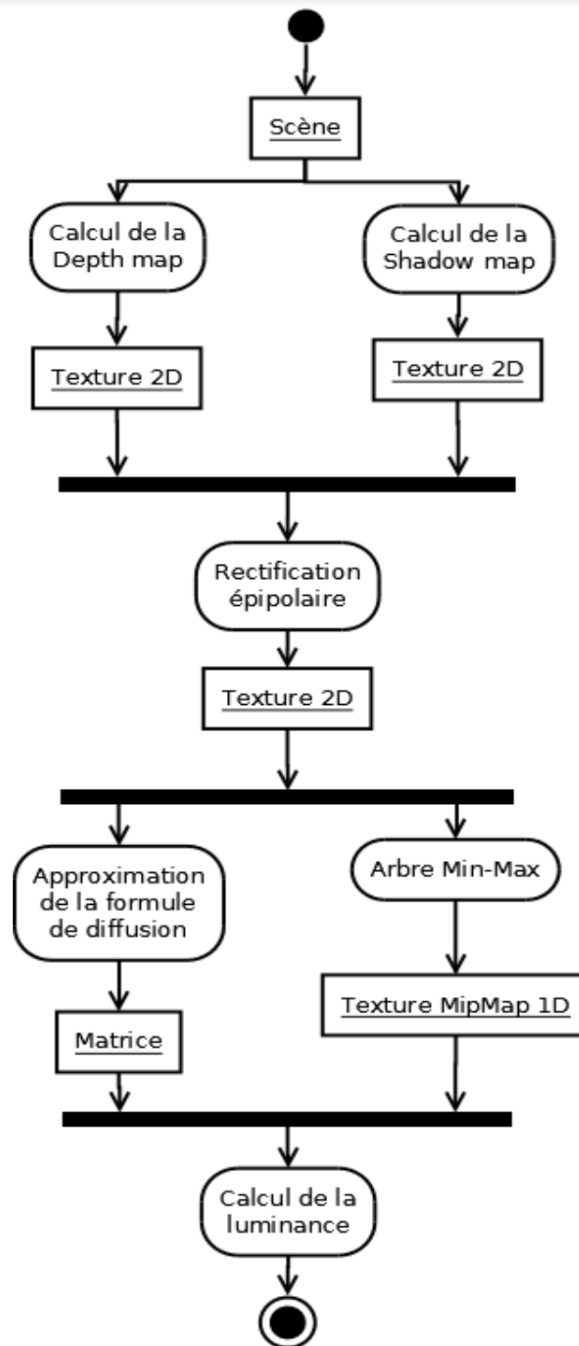 Scène
Calcul de la
Depth map
Calcul de la
Shadow map
Texture 2D
Texture 2D
Rectification
épipolaire
Texture 2D
Approximation
de la formule
de diffusion
Arbre Min-Max
Matrice
Texture MipMap 1D
Calcul de la
luminance